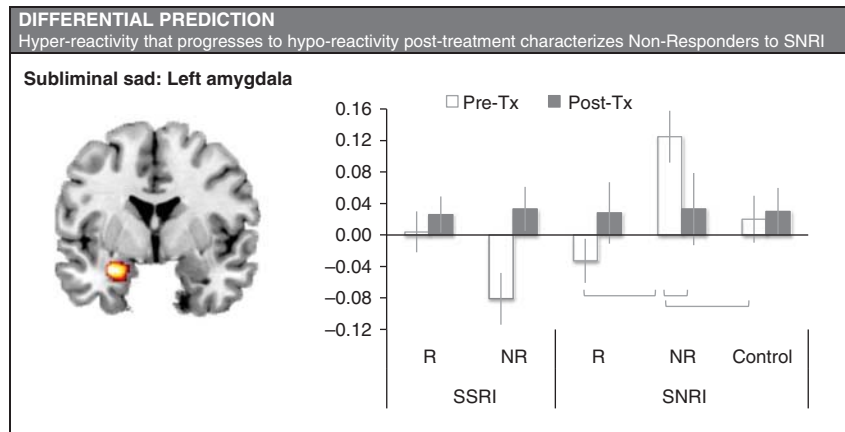 DIFFERENTIAL PREDICTION
Hyper-reactivity that progresses to hypo-reactivity post-treatment characterizes Non-Responders to SNRI
Subliminal sad: Left amygdala
Pre-Tx Post-Tx
0.16
0.12
0.08
0.04
0.00
–0.04
–0.08
–0.12
R NR R NR Control
SSRI SNRI